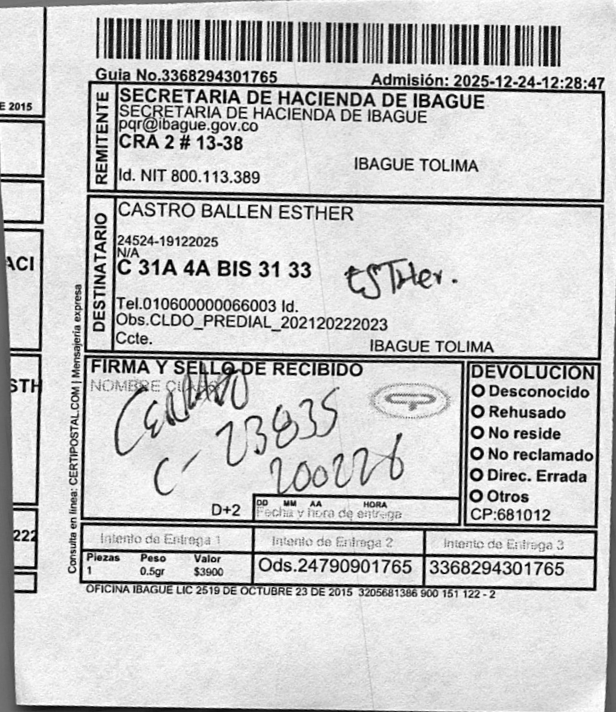 Guia No.3368294301765
Admisión: 2025-12-24-12:28:47
E 2015
REMITENTE
SECRETARIA DE HACIENDA DE IBAGUE
SECRETARIA DE HACIENDA DE IBAGUE
pqr@ibague.gov.co
CRA 2 # 13-38
IBAGUE TOLIMA
Id. NIT 800.113.389
DESTINATARIO
CASTRO BALLEN ESTHER
24524-19122025
N/A
C 31A 4A BIS 31 33
ESTHer.
Tel.010600000066003 Id.
Obs.CLDO_PREDIAL_202120222023
Ccte.
IBAGUE TOLIMA
ACI
STH
222
Consulta en línea: CERTIPOSTAL.COM | Mensajería expresa
FIRMA Y SELLO DE RECIBIDO
NOMBRE CLARO
CERRADO
C-23835
200226
D+2
DD MM AA HORA
Fecha y hora de entrega
DEVOLUCION
Desconocido
Rehusado
No reside
No reclamado
Direc. Errada
Otros
CP:681012
Intento de Entrega 1
Intento de Entrega 2
Intento de Entrega 3
Piezas Peso Valor
1 0.5gr $3900
Ods.24790901765
3368294301765
OFICINA IBAGUE LIC 2519 DE OCTUBRE 23 DE 2015 3205681386 900 151 122 - 2